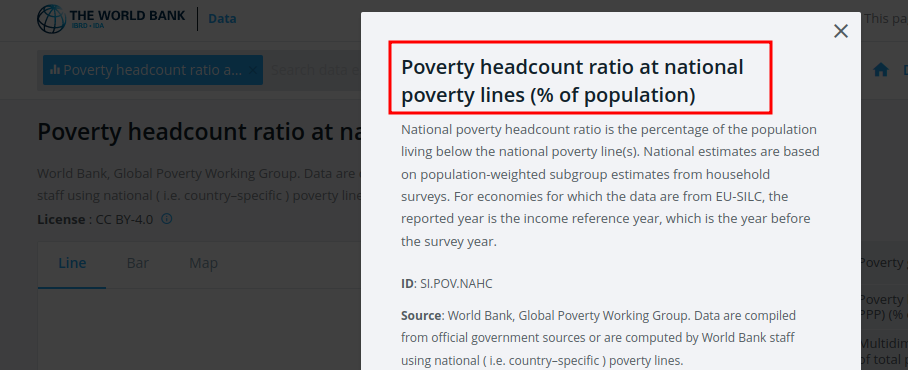 THE WORLD BANK
IBRD • IDA
Data
This pa
Poverty headcount ratio a...
Search data
Poverty headcount ratio at na
World Bank, Global Poverty Working Group. Data are
staff using national ( i.e. country–specific ) poverty line
License : CC BY-4.0
Line
Bar
Map
Poverty headcount ratio at national
poverty lines (% of population)
National poverty headcount ratio is the percentage of the population
living below the national poverty line(s). National estimates are based
on population-weighted subgroup estimates from household
surveys. For economies for which the data are from EU-SILC, the
reported year is the income reference year, which is the year before
the survey year.
ID: SI.POV.NAHC
Source: World Bank, Global Poverty Working Group. Data are compiled
from official government sources or are computed by World Bank staff
using national ( i.e. country–specific ) poverty lines.
Poverty
Poverty
PPP) (%
Multidim
of total p